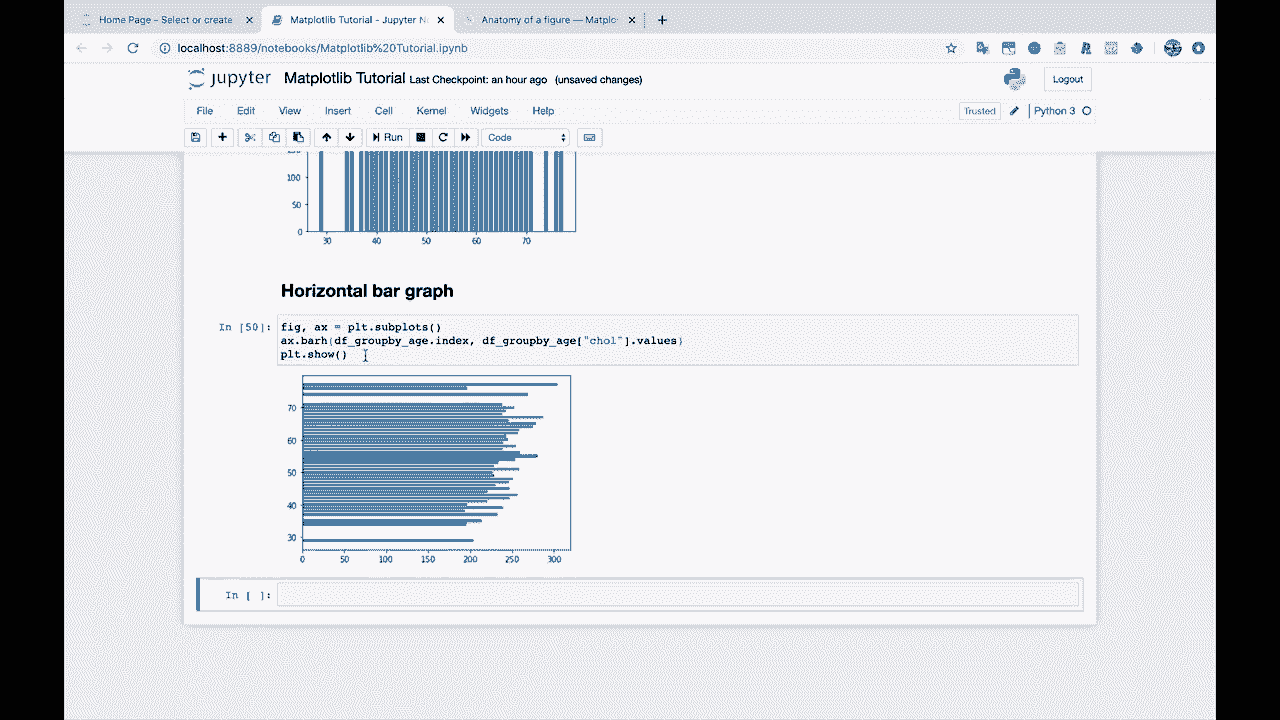 Home Page - Select or create
Matplotlib Tutorial - Jupyter N
Anatomy of a figure — Matplo
localhost:8889/notebooks/Matplotlib%20Tutorial.ipynb
jupyter Matplotlib Tutorial Last Checkpoint: an hour ago (unsaved changes)
Logout
File Edit View Insert Cell Kernel Widgets Help
Trusted Python 3
Run Code
100
50
0
30 40 50 60 70
Horizontal bar graph
In [50]: fig, ax = plt.subplots()
ax.barh(df_groupby_age.index, df_groupby_age["chol"].values)
plt.show()
70
60
50
40
30
0 50 100 150 200 250 300
In [ ]: